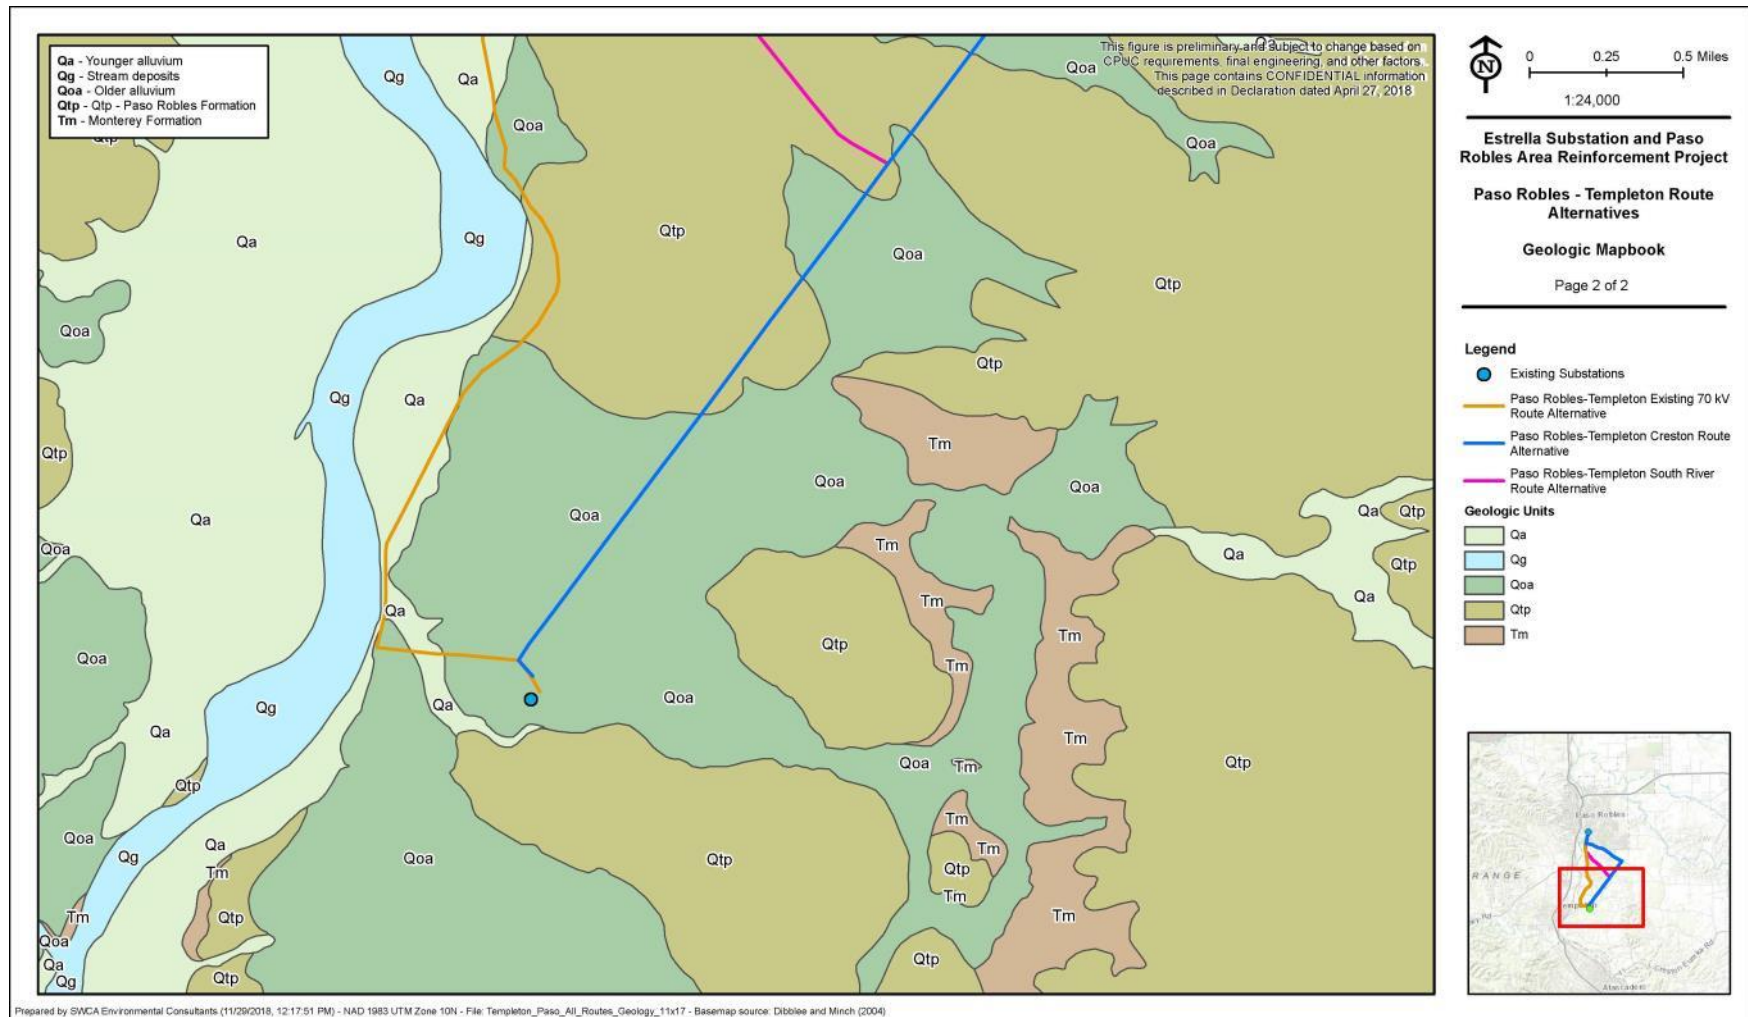 Qa - Younger alluvium
Qg - Stream deposits
Qoa - Older alluvium
Qtp - Qtp - Paso Robles Formation
Tm - Monterey Formation
This figure is preliminary and subject to change based on
CPUC requirements, final engineering, and other factors.
This page contains CONFIDENTIAL information
described in Declaration dated April 27, 2018
Qtp
Qg
Qa
Qoa
Qa
Qoa
Qoa
Qa
Qg
Qtp
Qoa
Qtp
Qoa
Qtp
Qg
Qa
Tm
Qtp
Qoa
Qoa
Qa
Qtp
Qa
Qoa
Qoa
Tm
Qa
Qtp
Qa
Tm
Qa
Tm
Qoa
Qtp
Tm
Qa
Qoa
Qg
Qa
Qa
Tm
Qtp
Qtp
Qoa
Tm
Qoa
Qa
Qg
Tm
Qtp
Qoa
Qtp
Tm
Tm
Qtp
Tm
Qoa
Qa
Qg
Qtp
Tm
Qtp
Qtp
N
0 0.25 0.5 Miles
1:24,000
Estrella Substation and Paso
Robles Area Reinforcement Project
Paso Robles - Templeton Route
Alternatives
Geologic Mapbook
Page 2 of 2
Legend
Existing Substations
Paso Robles-Templeton Existing 70 kV
Route Alternative
Paso Robles-Templeton Creston Route
Alternative
Paso Robles-Templeton South River
Route Alternative
Geologic Units
Qa
Qg
Qoa
Qtp
Tm
Paso Robles
RANGE
Prepared by SWCA Environmental Consultants (11/29/2018, 12:17:51 PM) - NAD 1983 UTM Zone 10N - File: Templeton_Paso_All_Routes_Geology_11x17 - Basemap source: Dibblee and Minch (2004)